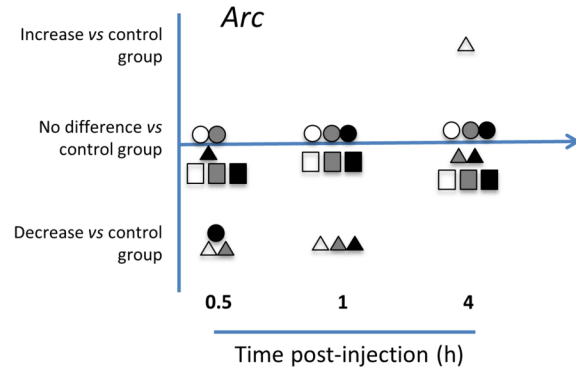 Arc
Increase vs control
group
No difference vs
control group
Decrease vs control
group
0.5 1 4
Time post-injection (h)